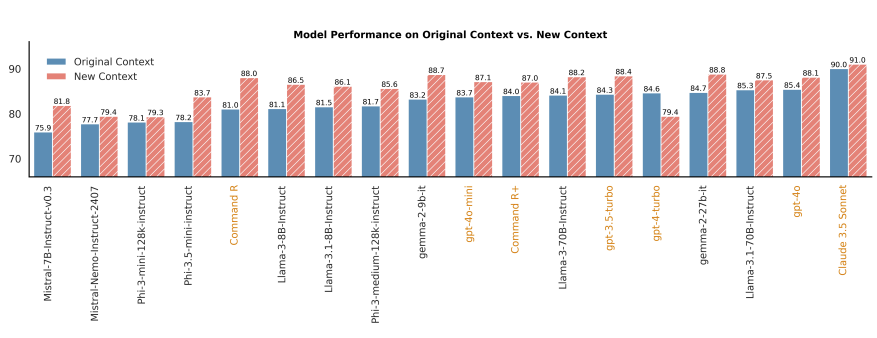 Model Performance on Original Context vs. New Context
Original Context
New Context
90
80
70
75.9
81.8
77.7
79.4
78.1
79.3
78.2
83.7
81.0
88.0
81.1
86.5
81.5
86.1
81.7
85.6
83.2
88.7
83.7
87.1
84.0
87.0
84.1
88.2
84.3
88.4
84.6
79.4
84.7
88.8
85.3
87.5
85.4
88.1
90.0
91.0
Mistral-7B-Instruct-v0.3
Mistral-Nemo-Instruct-2407
Phi-3-mini-128k-instruct
Phi-3.5-mini-instruct
Command R
Llama-3-8B-Instruct
Llama-3.1-8B-Instruct
Phi-3-medium-128k-instruct
gemma-2-9b-it
gpt-4o-mini
Command R+
Llama-3-70B-Instruct
gpt-3.5-turbo
gpt-4-turbo
gemma-2-27b-it
Llama-3.1-70B-Instruct
gpt-4o
Claude 3.5 Sonnet